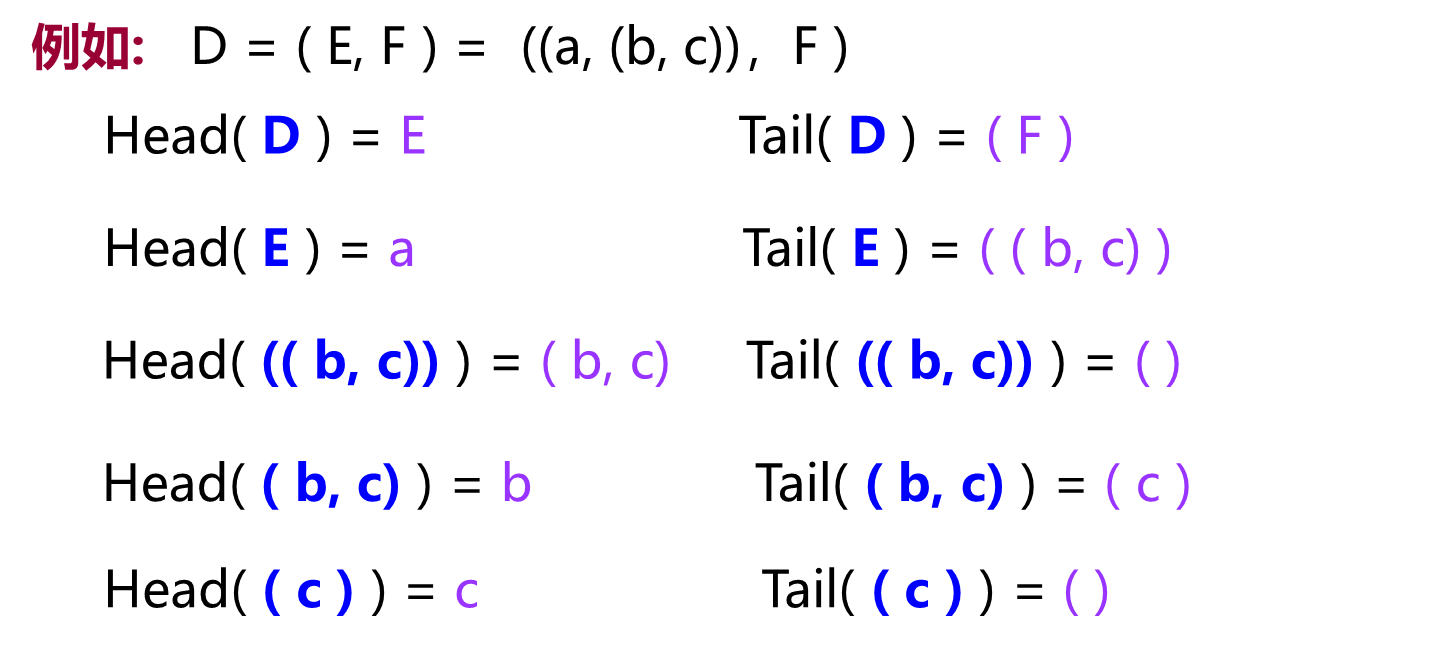 例如: D = ( E, F ) = ((a, (b, c)), F )
Head( D ) = E Tail( D ) = ( F )
Head( E ) = a Tail( E ) = ( ( b, c) )
Head( (( b, c)) ) = ( b, c) Tail( (( b, c)) ) = ( )
Head( ( b, c) ) = b Tail( ( b, c) ) = ( c )
Head( ( c ) ) = c Tail( ( c ) ) = ( )